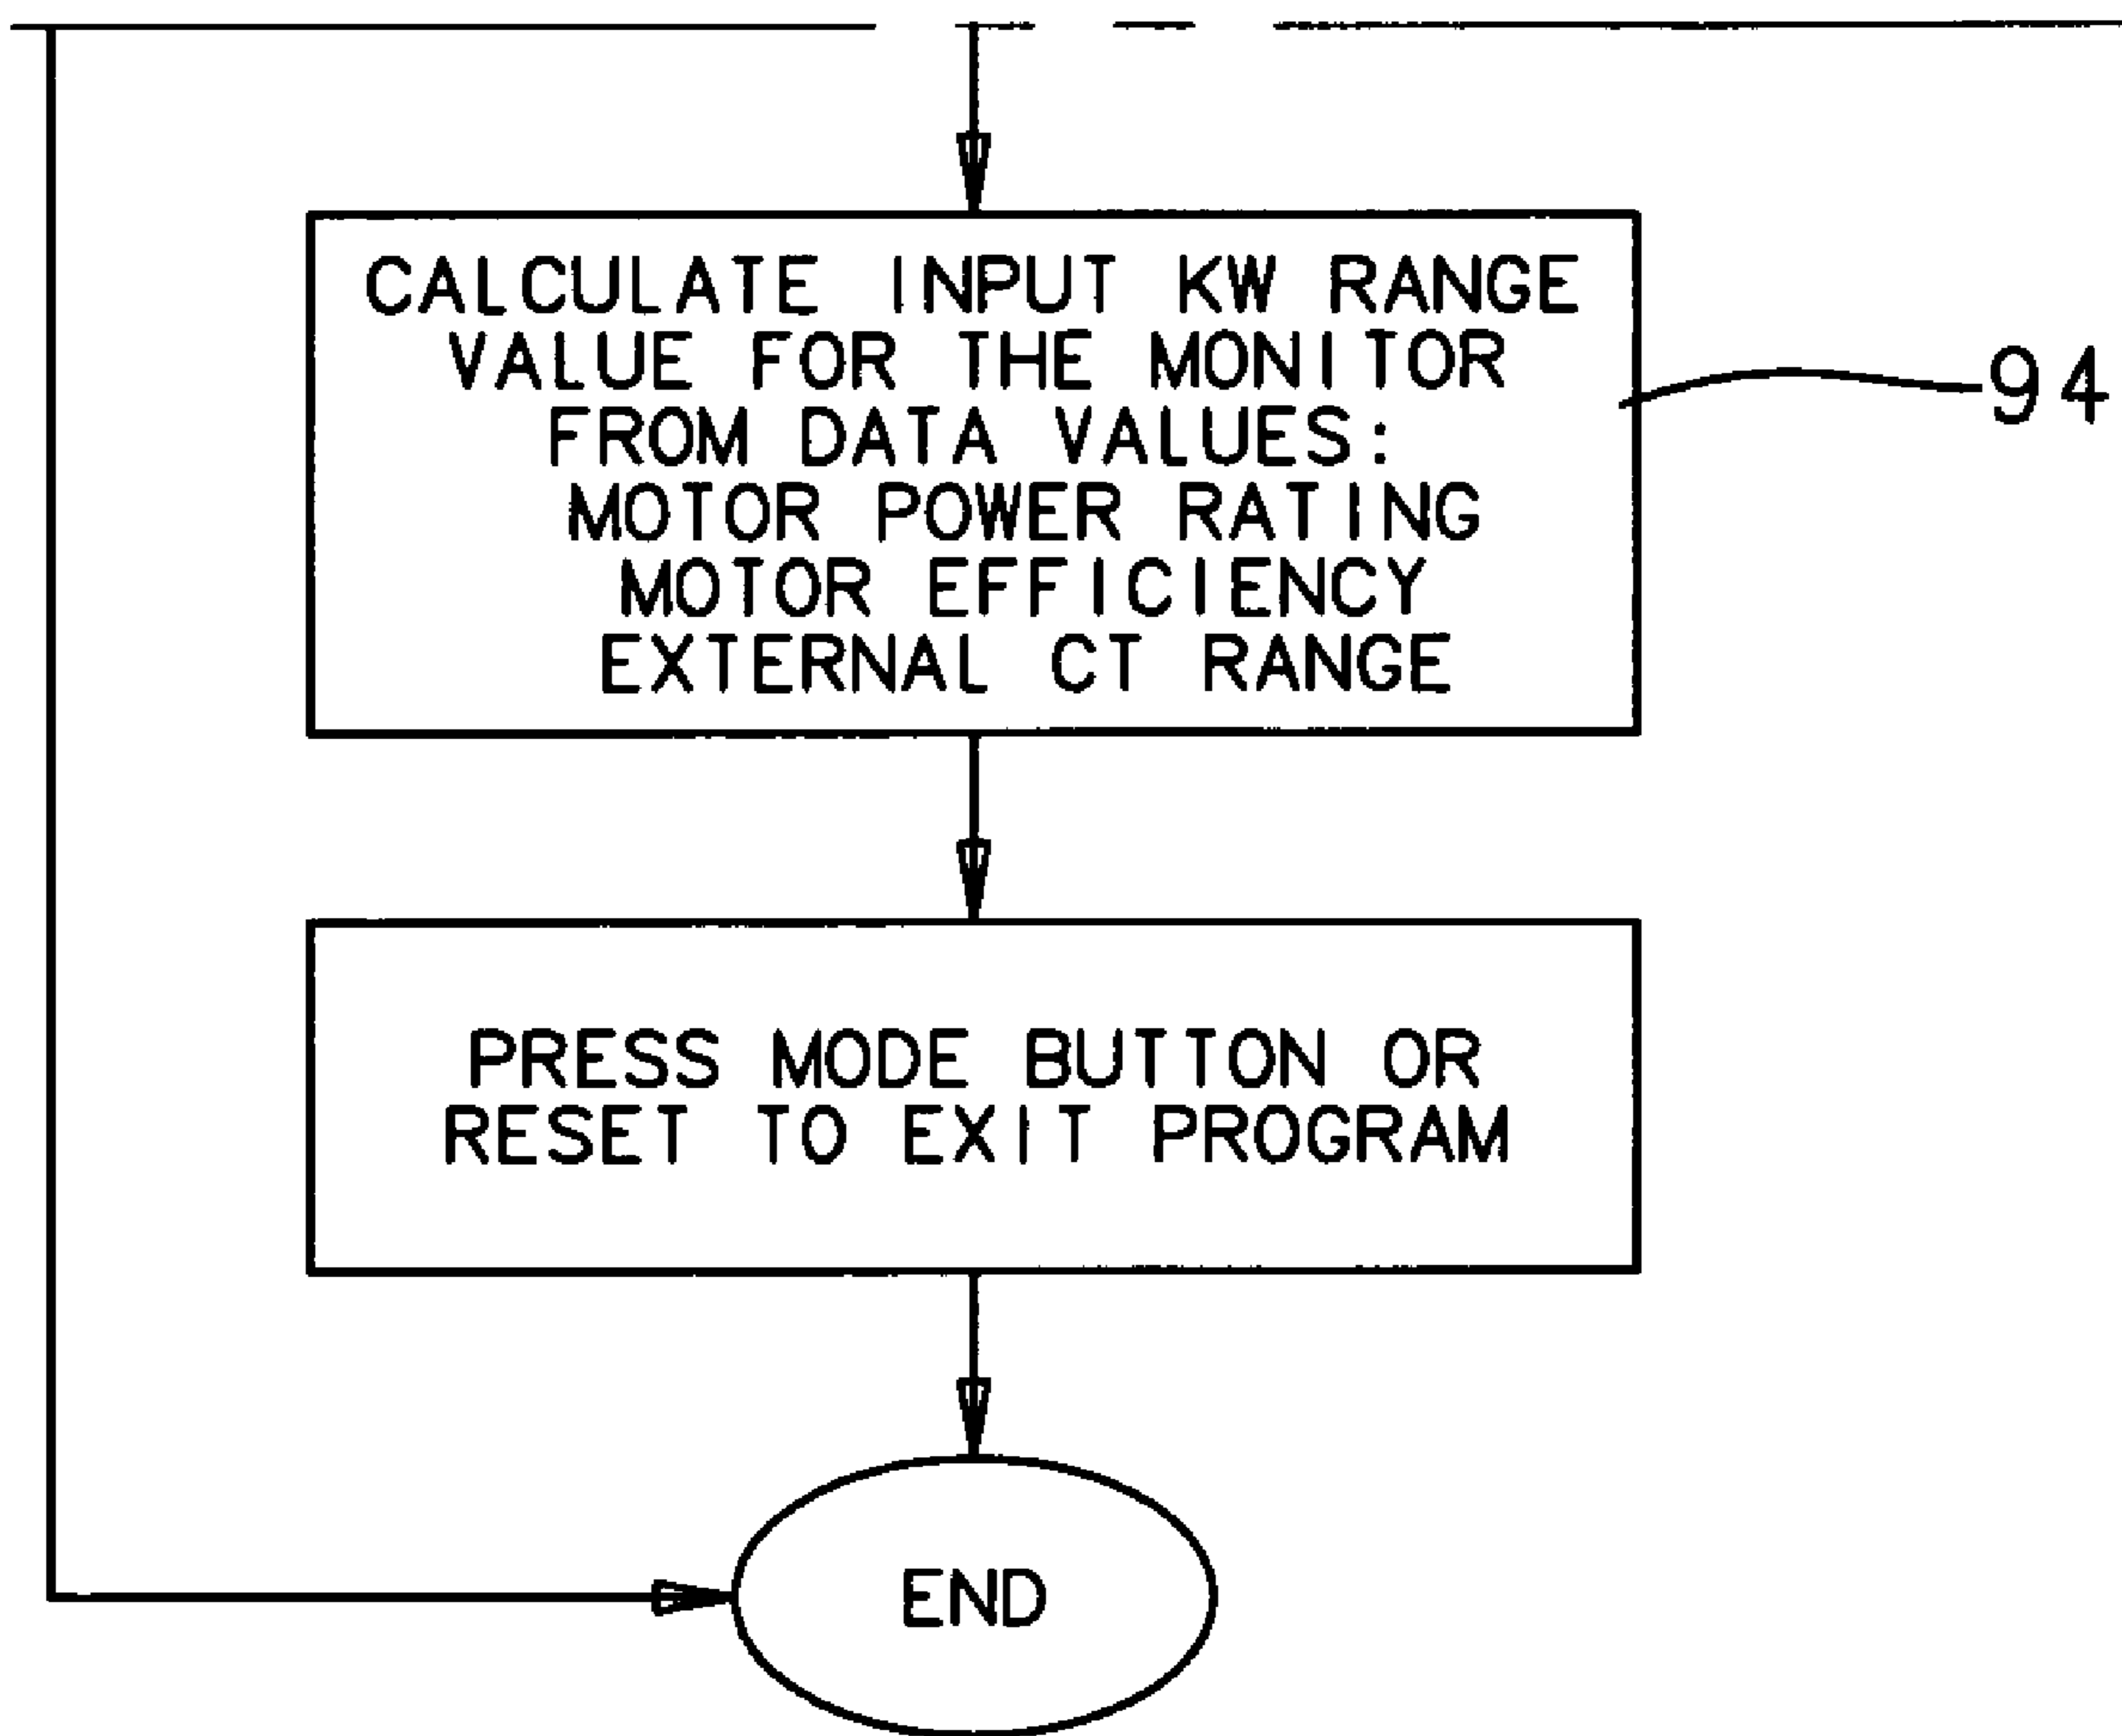 CALCULATE INPUT KW RANGE
VALUE FOR THE MONITOR
FROM DATA VALUES:
MOTOR POWER RATING
MOTOR EFFICIENCY
EXTERNAL CT RANGE
94
PRESS MODE BUTTON OR
RESET TO EXIT PROGRAM
END